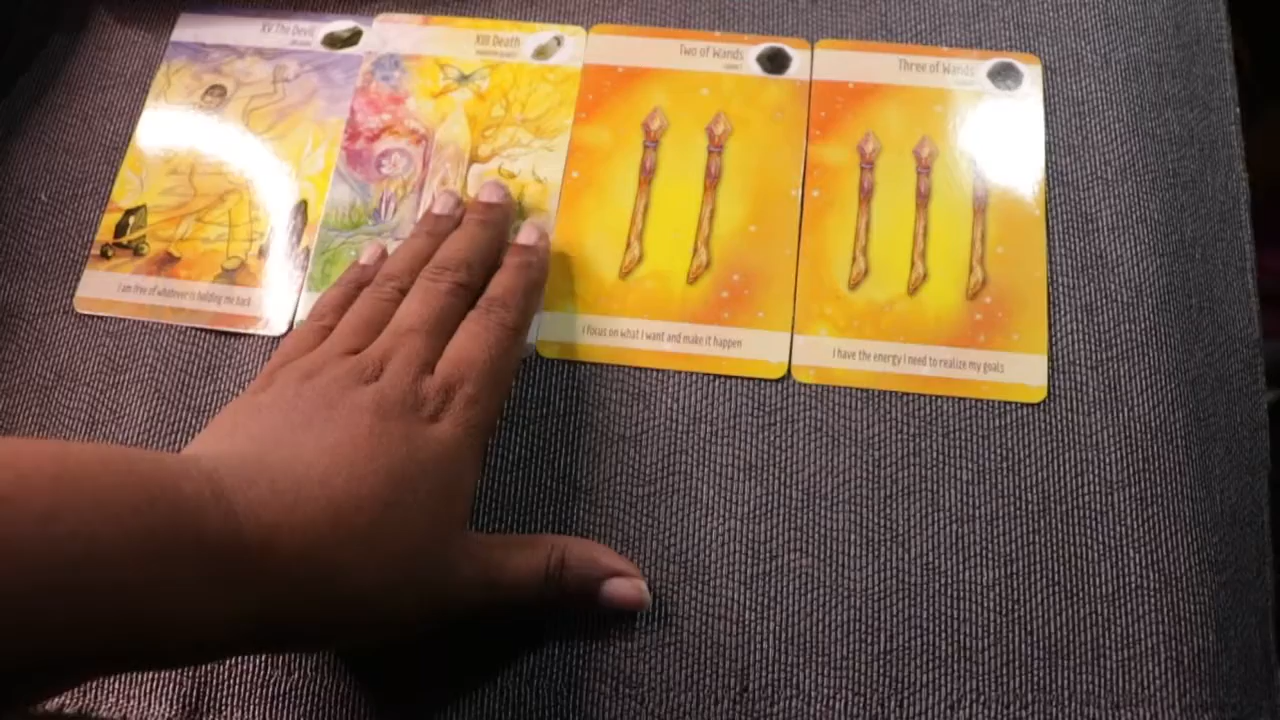 XV The Devil
XIII Death
Two of Wands
Three of Wands
I am free of whatever is holding me back
I focus on what I want and make it happen
I have the energy I need to realize my goals